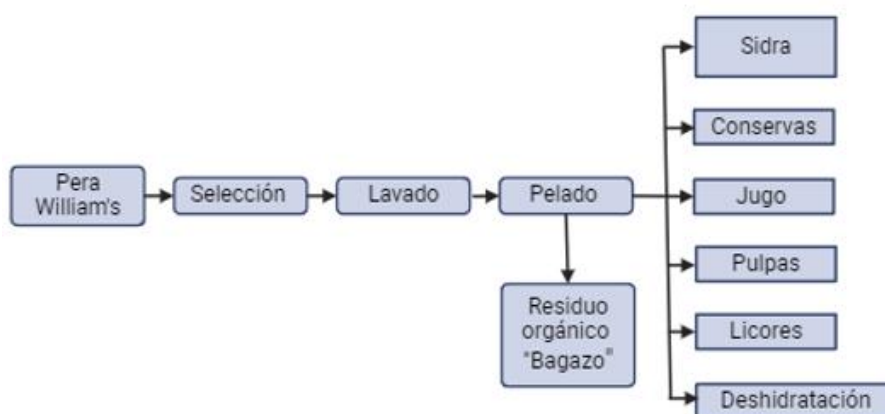 Pera
William's
Selección
Lavado
Pelado
Residuo
orgánico
"Bagazo"
Sidra
Conservas
Jugo
Pulpas
Licores
Deshidratación